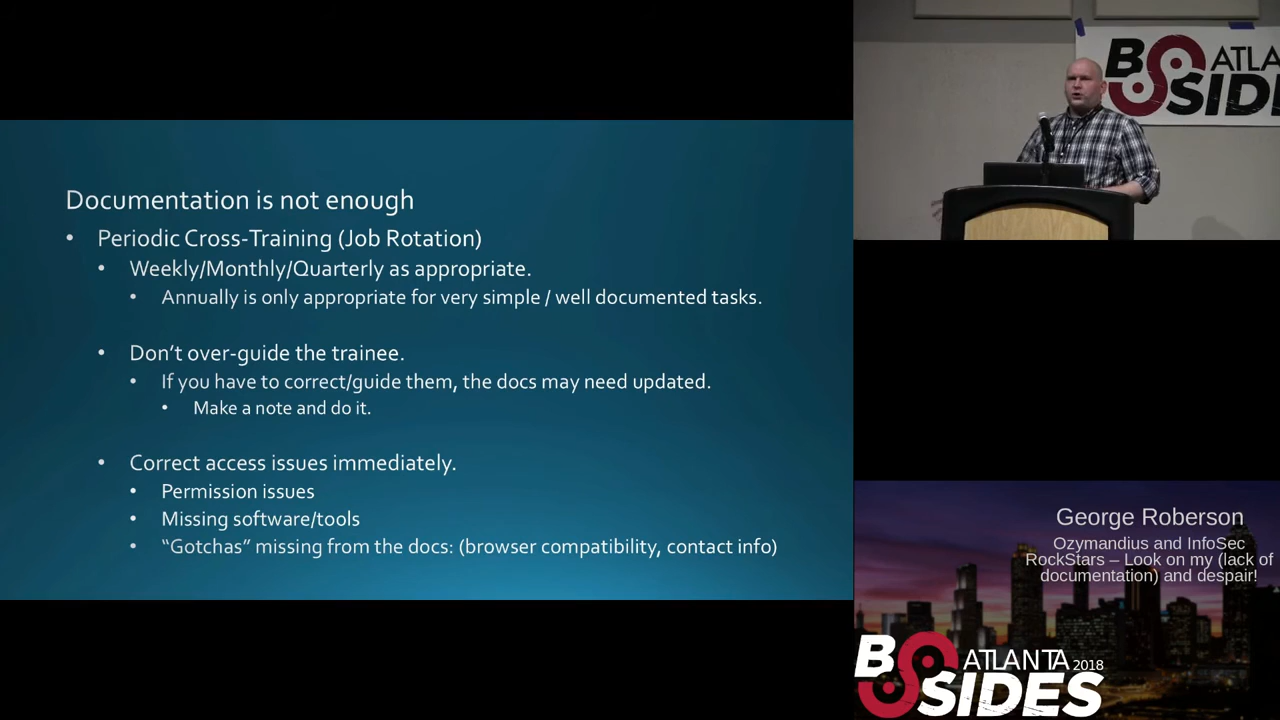 Documentation is not enough
• Periodic Cross-Training (Job Rotation)
• Weekly/Monthly/Quarterly as appropriate.
• Annually is only appropriate for very simple / well documented tasks.
• Don’t over-guide the trainee.
• If you have to correct/guide them, the docs may need updated.
• Make a note and do it.
• Correct access issues immediately.
• Permission issues
• Missing software/tools
• “Gotchas” missing from the docs: (browser compatibility, contact info)
B ATLA
SIDE
George Roberson
Ozymandius and InfoSec
RockStars – Look on my (lack of
documentation) and despair!
B ATLANTA 2018
SIDES